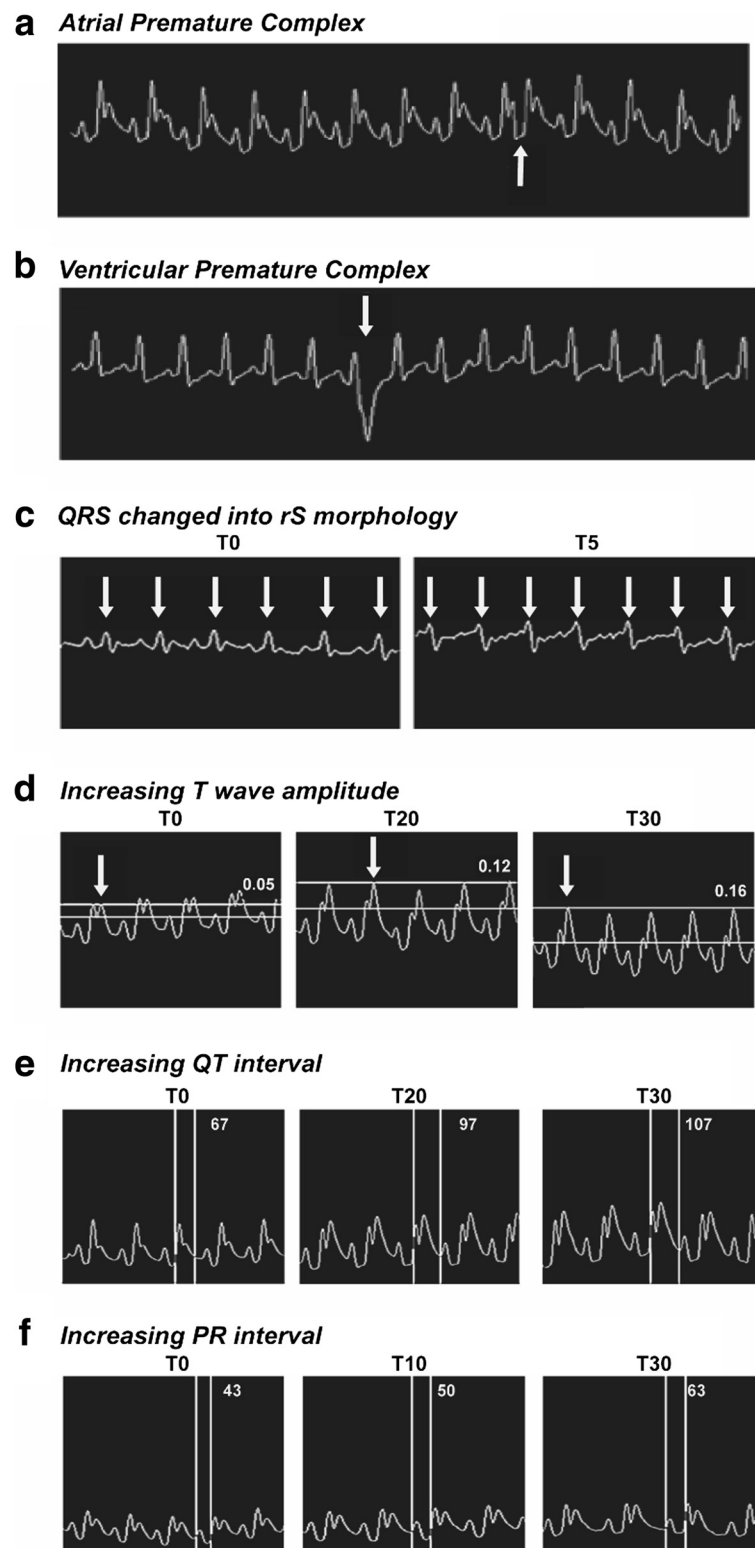 a Atrial Premature Complex
b Ventricular Premature Complex
c QRS changed into rS morphology
T0 T5
d Increasing T wave amplitude
T0 T20 T30
0.05 0.12 0.16
e Increasing QT interval
T0 T20 T30
67 97 107
f Increasing PR interval
T0 T10 T30
43 50 63